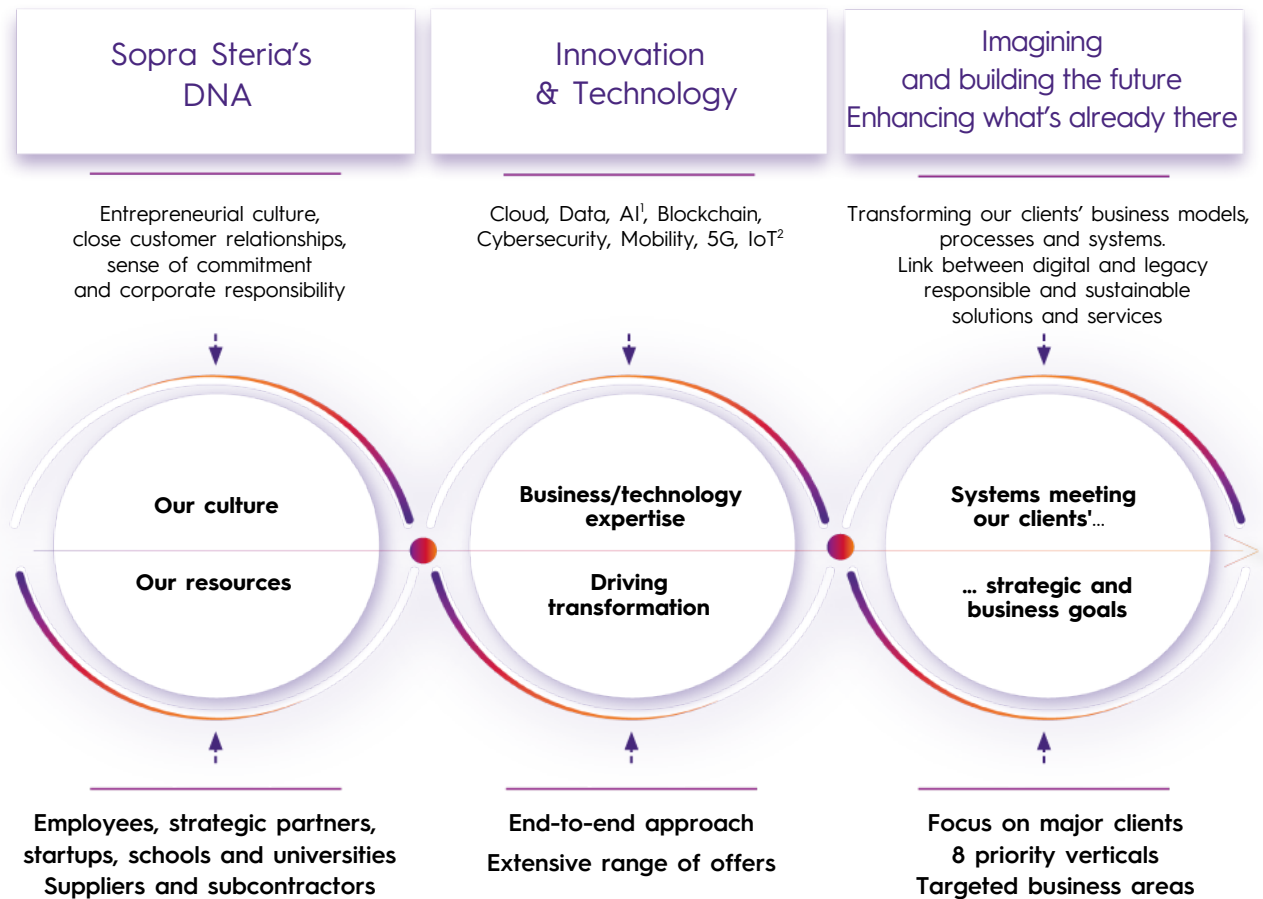 Sopra Steria’s
DNA
Innovation
& Technology
Imagining
and building the future
Enhancing what’s already there
Entrepreneurial culture,
close customer relationships,
sense of commitment
and corporate responsibility
Cloud, Data, AI¹, Blockchain,
Cybersecurity, Mobility, 5G, IoT²
Transforming our clients’ business models,
processes and systems.
Link between digital and legacy
responsible and sustainable
solutions and services
Our culture
Our resources
Business/technology
expertise
Driving
transformation
Systems meeting
our clients'...
... strategic and
business goals
Employees, strategic partners,
startups, schools and universities
Suppliers and subcontractors
End-to-end approach
Extensive range of offers
Focus on major clients
8 priority verticals
Targeted business areas